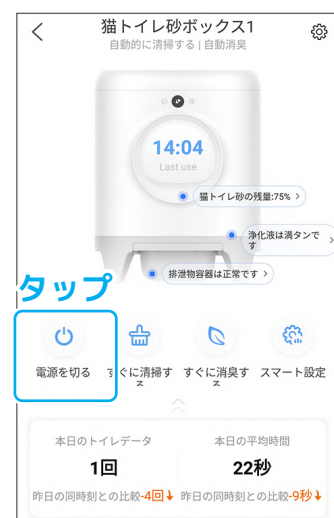 猫トイレ砂ボックス1
自動的に清掃する | 自動消臭
14:04
Last use
猫トイレ砂の残量:75% >
浄化液は満タンで
す >
排泄物容器は正常です >
タップ
電源を切る
すぐに清掃す
る
すぐに消臭す
る
スマート設定
本日のトイレデータ
1回
昨日の同時刻との比較-4回⬇
本日の平均時間
22秒
昨日の同時刻との比較-9秒⬇